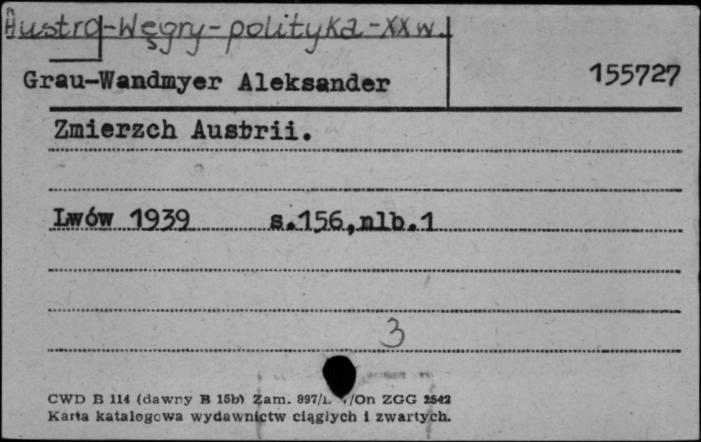 Austro-Węgry-polityka-XX w.
Grau-Wandmyer Aleksander 155727
Zmierzch Austrii.
Lwów 1939 s.156,nlb.1
3
CWD B 114 (dawny B 15b) Zam. 897/L /On ZGG 2542
Karta katalogowa wydawnictw ciągłych i zwartych.